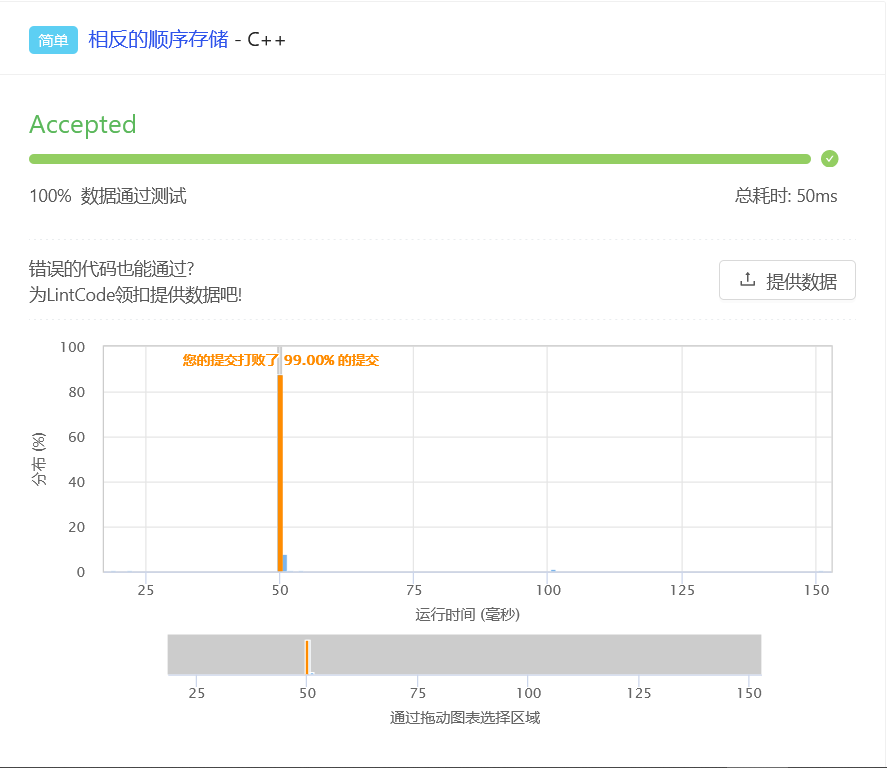 简单 相反的顺序存储 - C++
Accepted
100% 数据通过测试 总耗时: 50ms
错误的代码也能通过?
为LintCode领扣提供数据吧!
提供数据
您的提交打败了 99.00% 的提交
100
80
60
40
20
0
分布 (%)
25 50 75 100 125 150
运行时间 (毫秒)
25 50 75 100 125 150
通过拖动图表选择区域